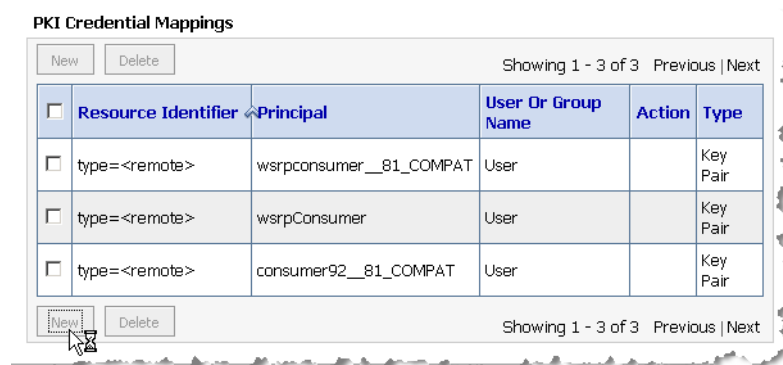 PKI Credential Mappings
New Delete Showing 1 - 3 of 3 Previous | Next
Resource Identifier Principal User Or Group Name Action Type
type=<remote> wsrpconsumer__81_COMPAT User Key Pair
type=<remote> wsrpConsumer User Key Pair
type=<remote> consumer92__81_COMPAT User Key Pair
New Delete Showing 1 - 3 of 3 Previous | Next